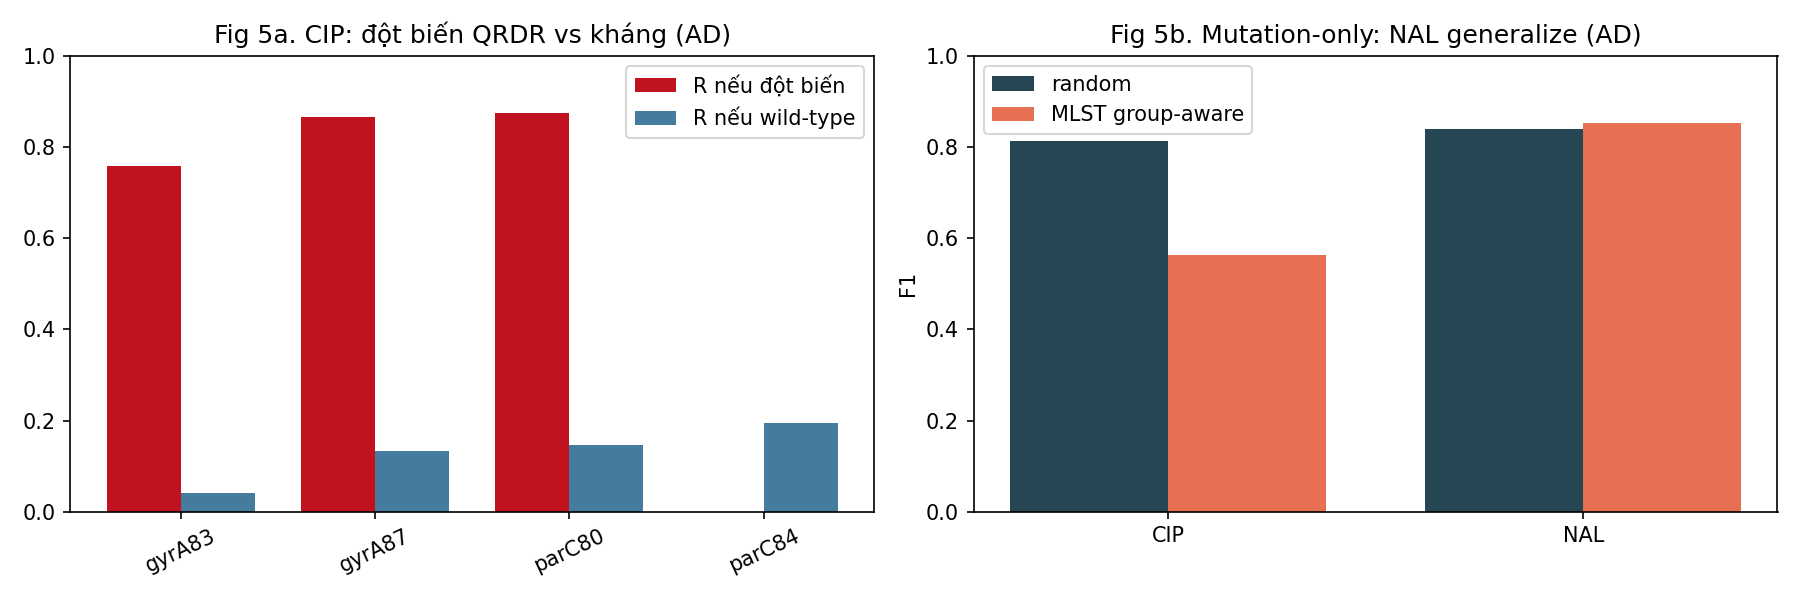 Fig 5a. CIP: đột biến QRDR vs kháng (AD)
1.0
0.8
0.6
0.4
0.2
0.0
R nếu đột biến
R nếu wild-type
gyrA83
gyrA87
parC80
parC84
Fig 5b. Mutation-only: NAL generalize (AD)
F1
1.0
0.8
0.6
0.4
0.2
0.0
random
MLST group-aware
CIP
NAL